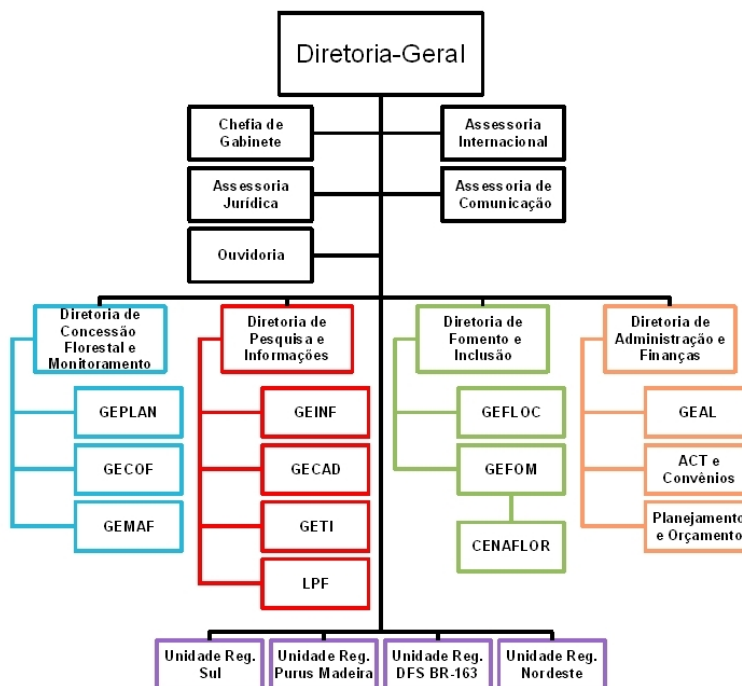 Diretoria-Geral
Chefia de
Gabinete
Assessoria
Internacional
Assessoria
Jurídica
Assessoria de
Comunicação
Ouvidoria
Diretoria de
Concessão
Florestal e
Monitoramento
Diretoria de
Pesquisa e
Informações
Diretoria de
Fomento e
Inclusão
Diretoria de
Administração e
Finanças
GEPLAN
GECOF
GEMAF
GEINF
GECAD
GETI
LPF
GEFLOC
GEFOM
CENAFLOR
GEAL
ACT e
Convênios
Planejamento
e Orçamento
Unidade Reg.
Sul
Unidade Reg.
Purus Madeira
Unidade Reg.
DFS BR-163
Unidade Reg.
Nordeste